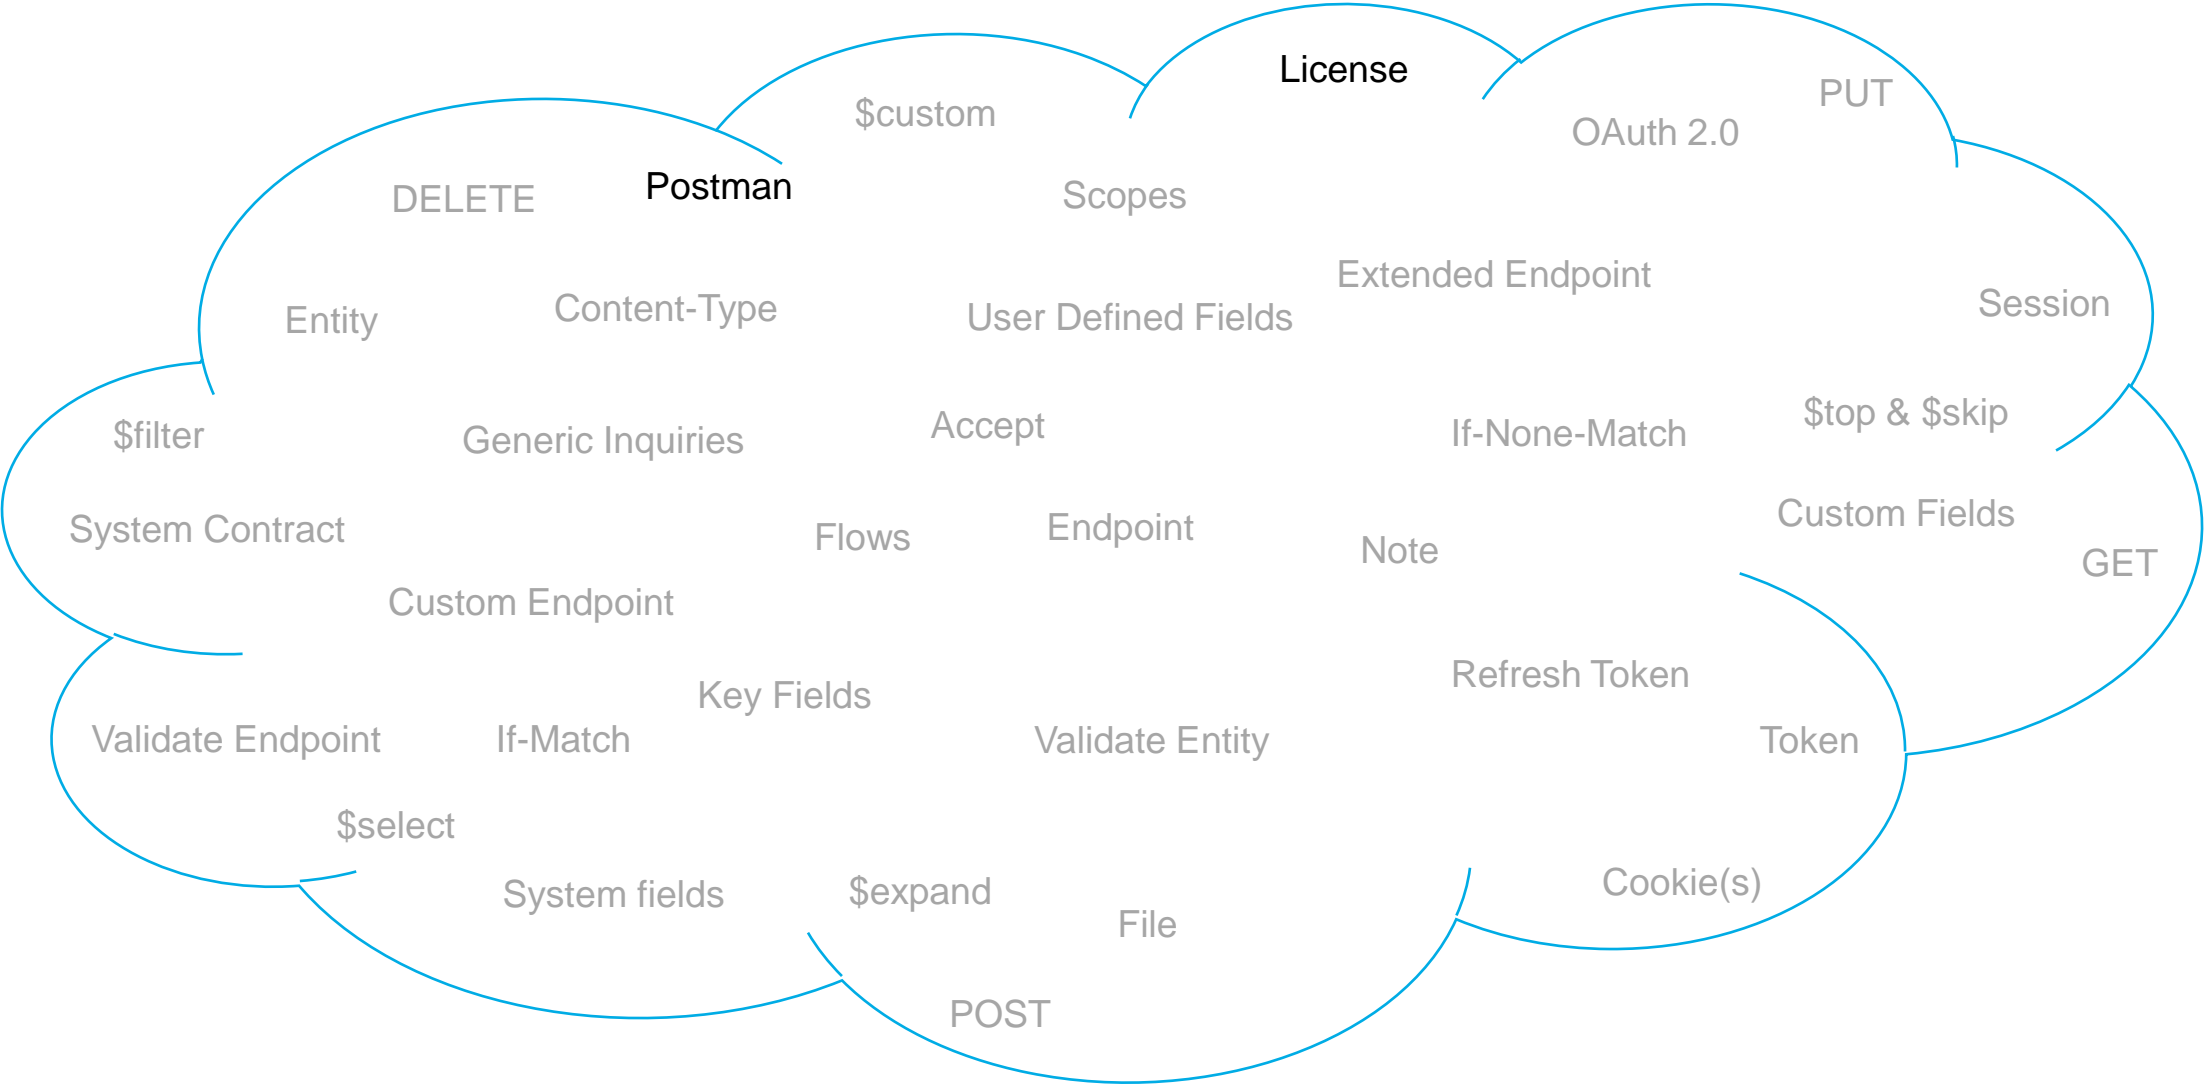 License
PUT
$custom
OAuth 2.0
Postman
DELETE
Scopes
Extended Endpoint
Session
Content-Type
User Defined Fields
Entity
$top & $skip
Accept
If-None-Match
$filter
Generic Inquiries
Custom Fields
System Contract
Endpoint
Flows
Note
GET
Custom Endpoint
Refresh Token
Key Fields
Validate Endpoint
If-Match
Validate Entity
Token
$select
Cookie(s)
$expand
System fields
File
POST